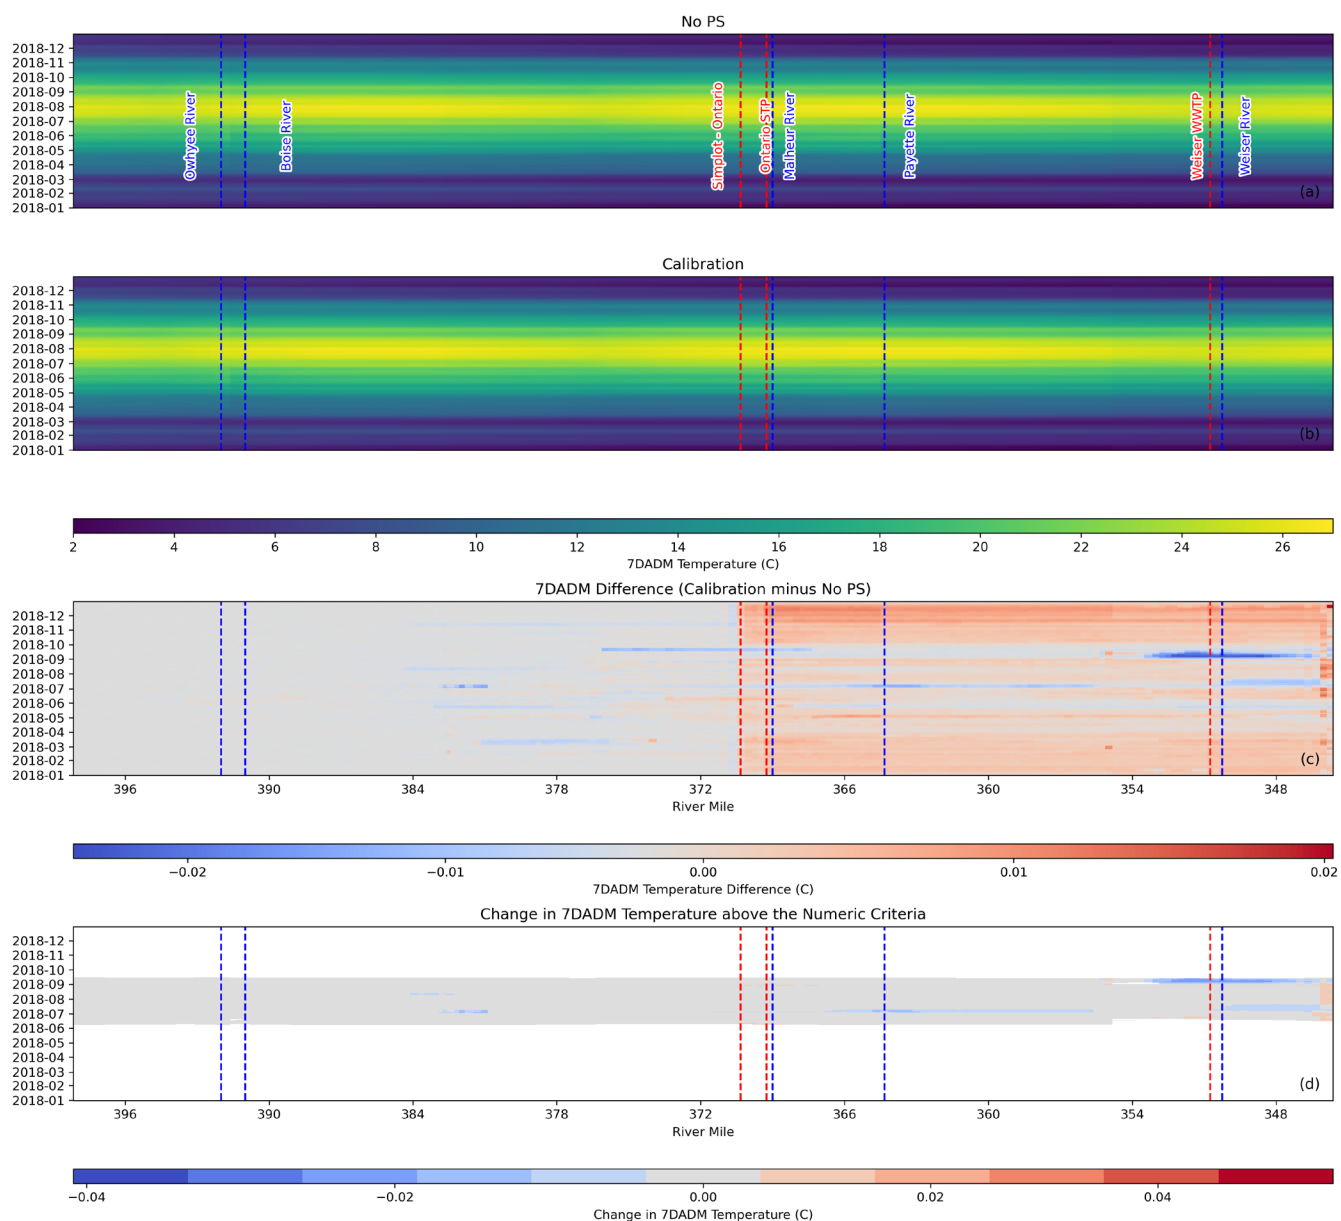 No PS
2018-12
2018-11
2018-10
2018-09
2018-08
2018-07
2018-06
2018-05
2018-04
2018-03
2018-02
2018-01
Owhyee River
Boise River
Simplot - Ontario
Ontario STP
Malheur River
Payette River
Weiser WWTP
Weiser River
(a)
Calibration
2018-12
2018-11
2018-10
2018-09
2018-08
2018-07
2018-06
2018-05
2018-04
2018-03
2018-02
2018-01
(b)
2 4 6 8 10 12 14 16 18 20 22 24 26
7DADM Temperature (C)
7DADM Difference (Calibration minus No PS)
2018-12
2018-11
2018-10
2018-09
2018-08
2018-07
2018-06
2018-05
2018-04
2018-03
2018-02
2018-01
(c)
396 390 384 378 372 366 360 354 348
River Mile
−0.02 −0.01 0.00 0.01 0.02
7DADM Temperature Difference (C)
Change in 7DADM Temperature above the Numeric Criteria
2018-12
2018-11
2018-10
2018-09
2018-08
2018-07
2018-06
2018-05
2018-04
2018-03
2018-02
2018-01
(d)
396 390 384 378 372 366 360 354 348
River Mile
−0.04 −0.02 0.00 0.02 0.04
Change in 7DADM Temperature (C)